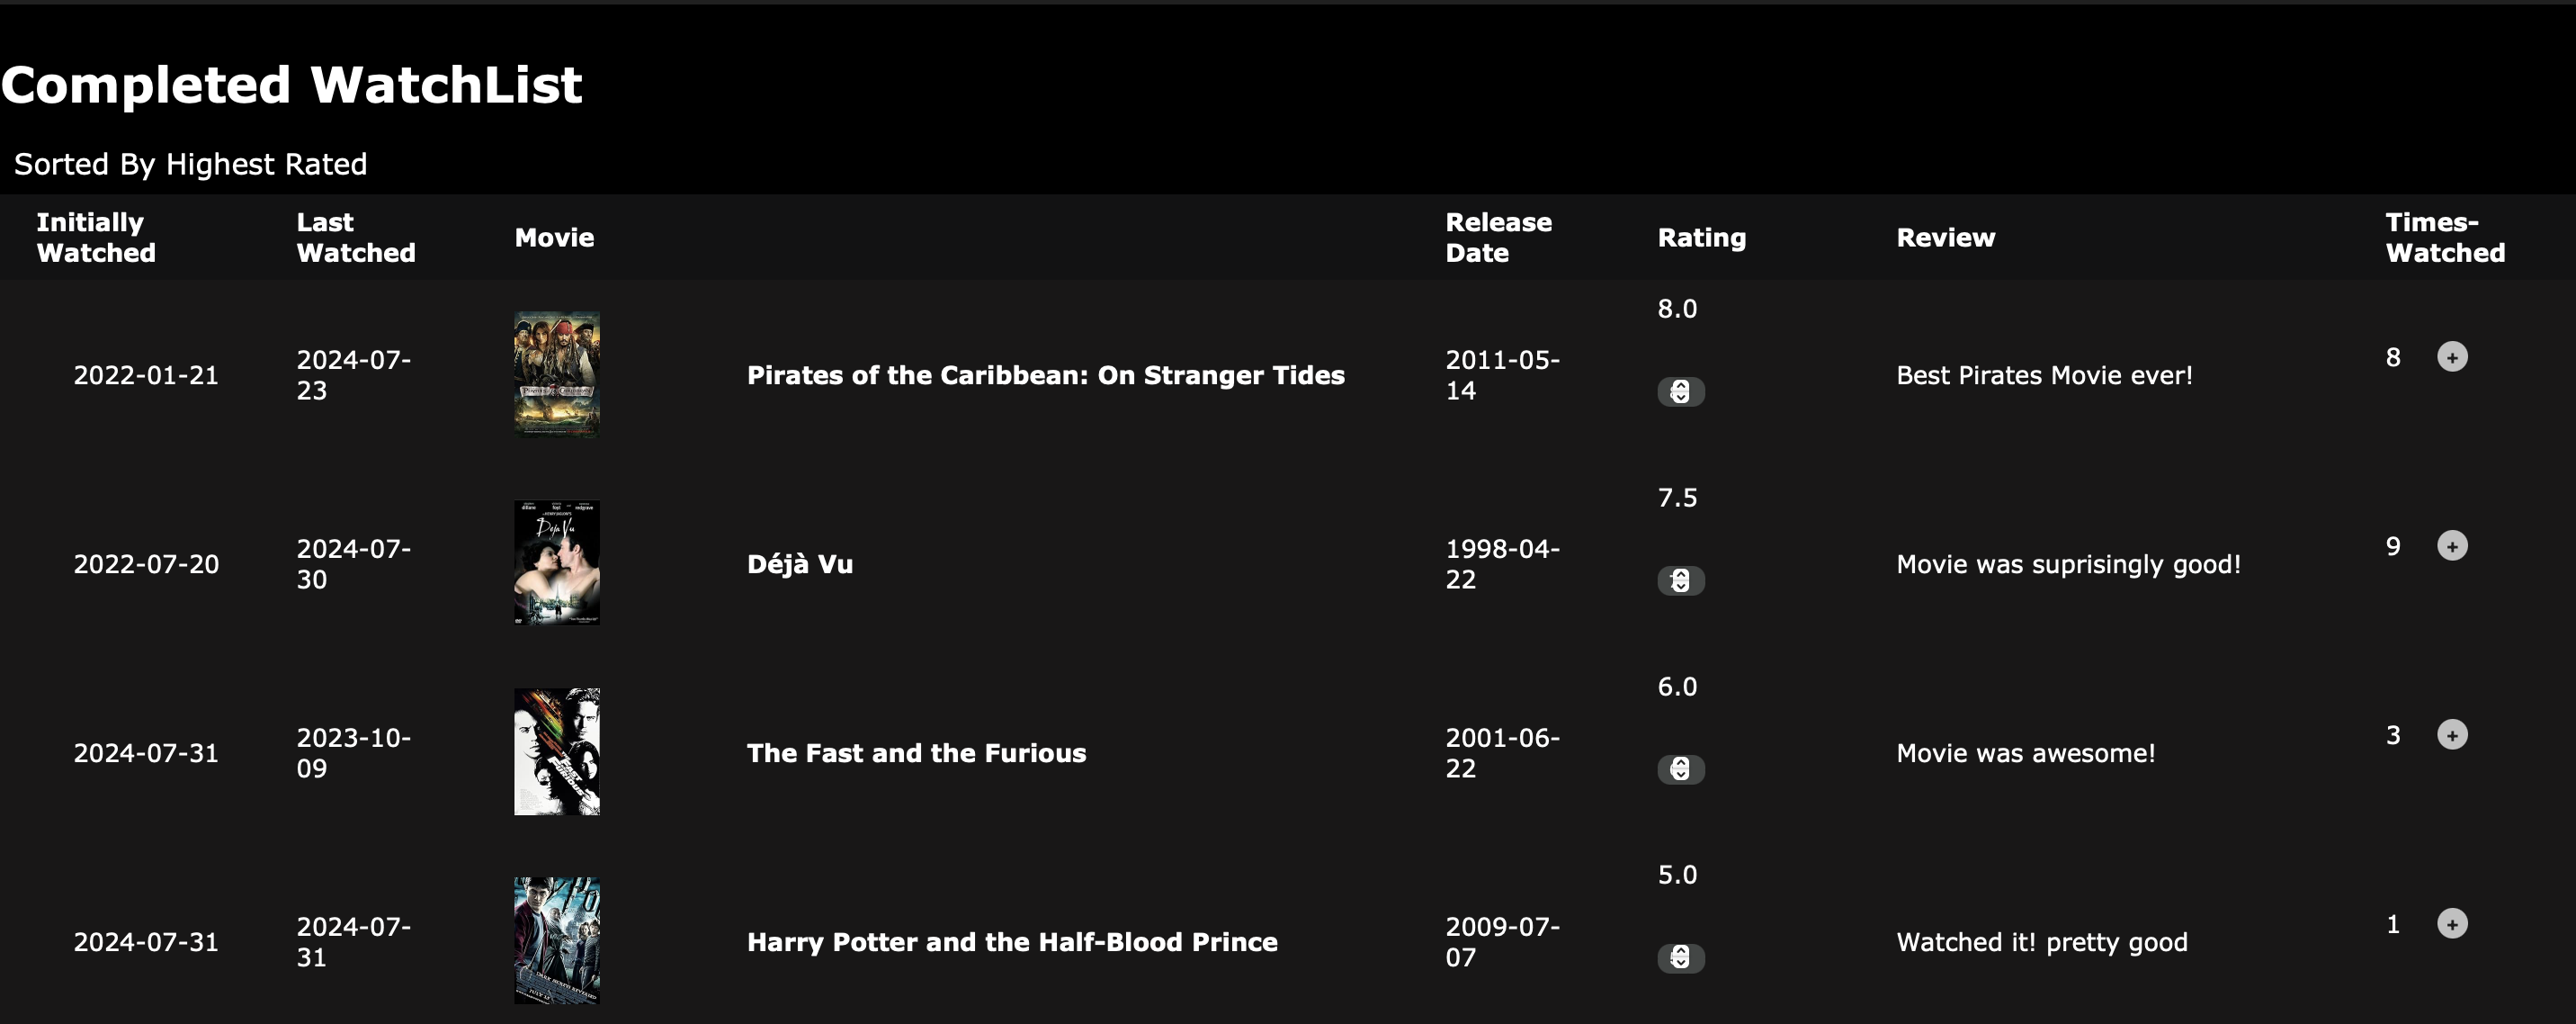 Completed WatchList
Sorted By Highest Rated
Initially
Watched
Last
Watched
Movie
Release
Date
Rating
Review
Times-
Watched
2022-01-21
2024-07-
23
Pirates of the Caribbean: On Stranger Tides
2011-05-
14
8.0
Best Pirates Movie ever!
8 +
2022-07-20
2024-07-
30
Déjà Vu
Déjà Vu
1998-04-
22
7.5
Movie was suprisingly good!
9 +
2024-07-31
2023-10-
09
The Fast and the Furious
2001-06-
22
6.0
Movie was awesome!
3 +
2024-07-31
2024-07-
31
Harry Potter and the Half-Blood Prince
2009-07-
07
5.0
Watched it! pretty good
1 +